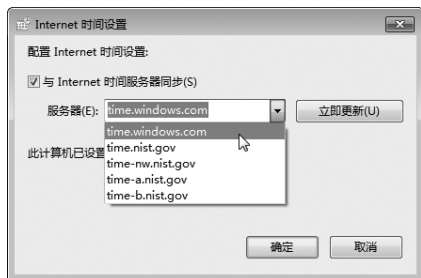 Internet 时间设置
配置 Internet 时间设置:
与 Internet 时间服务器同步(S)
服务器(E): time.windows.com 立即更新(U)
time.windows.com
time.nist.gov
此计算机已设置
time-nw.nist.gov
time-a.nist.gov
time-b.nist.gov
确定 取消